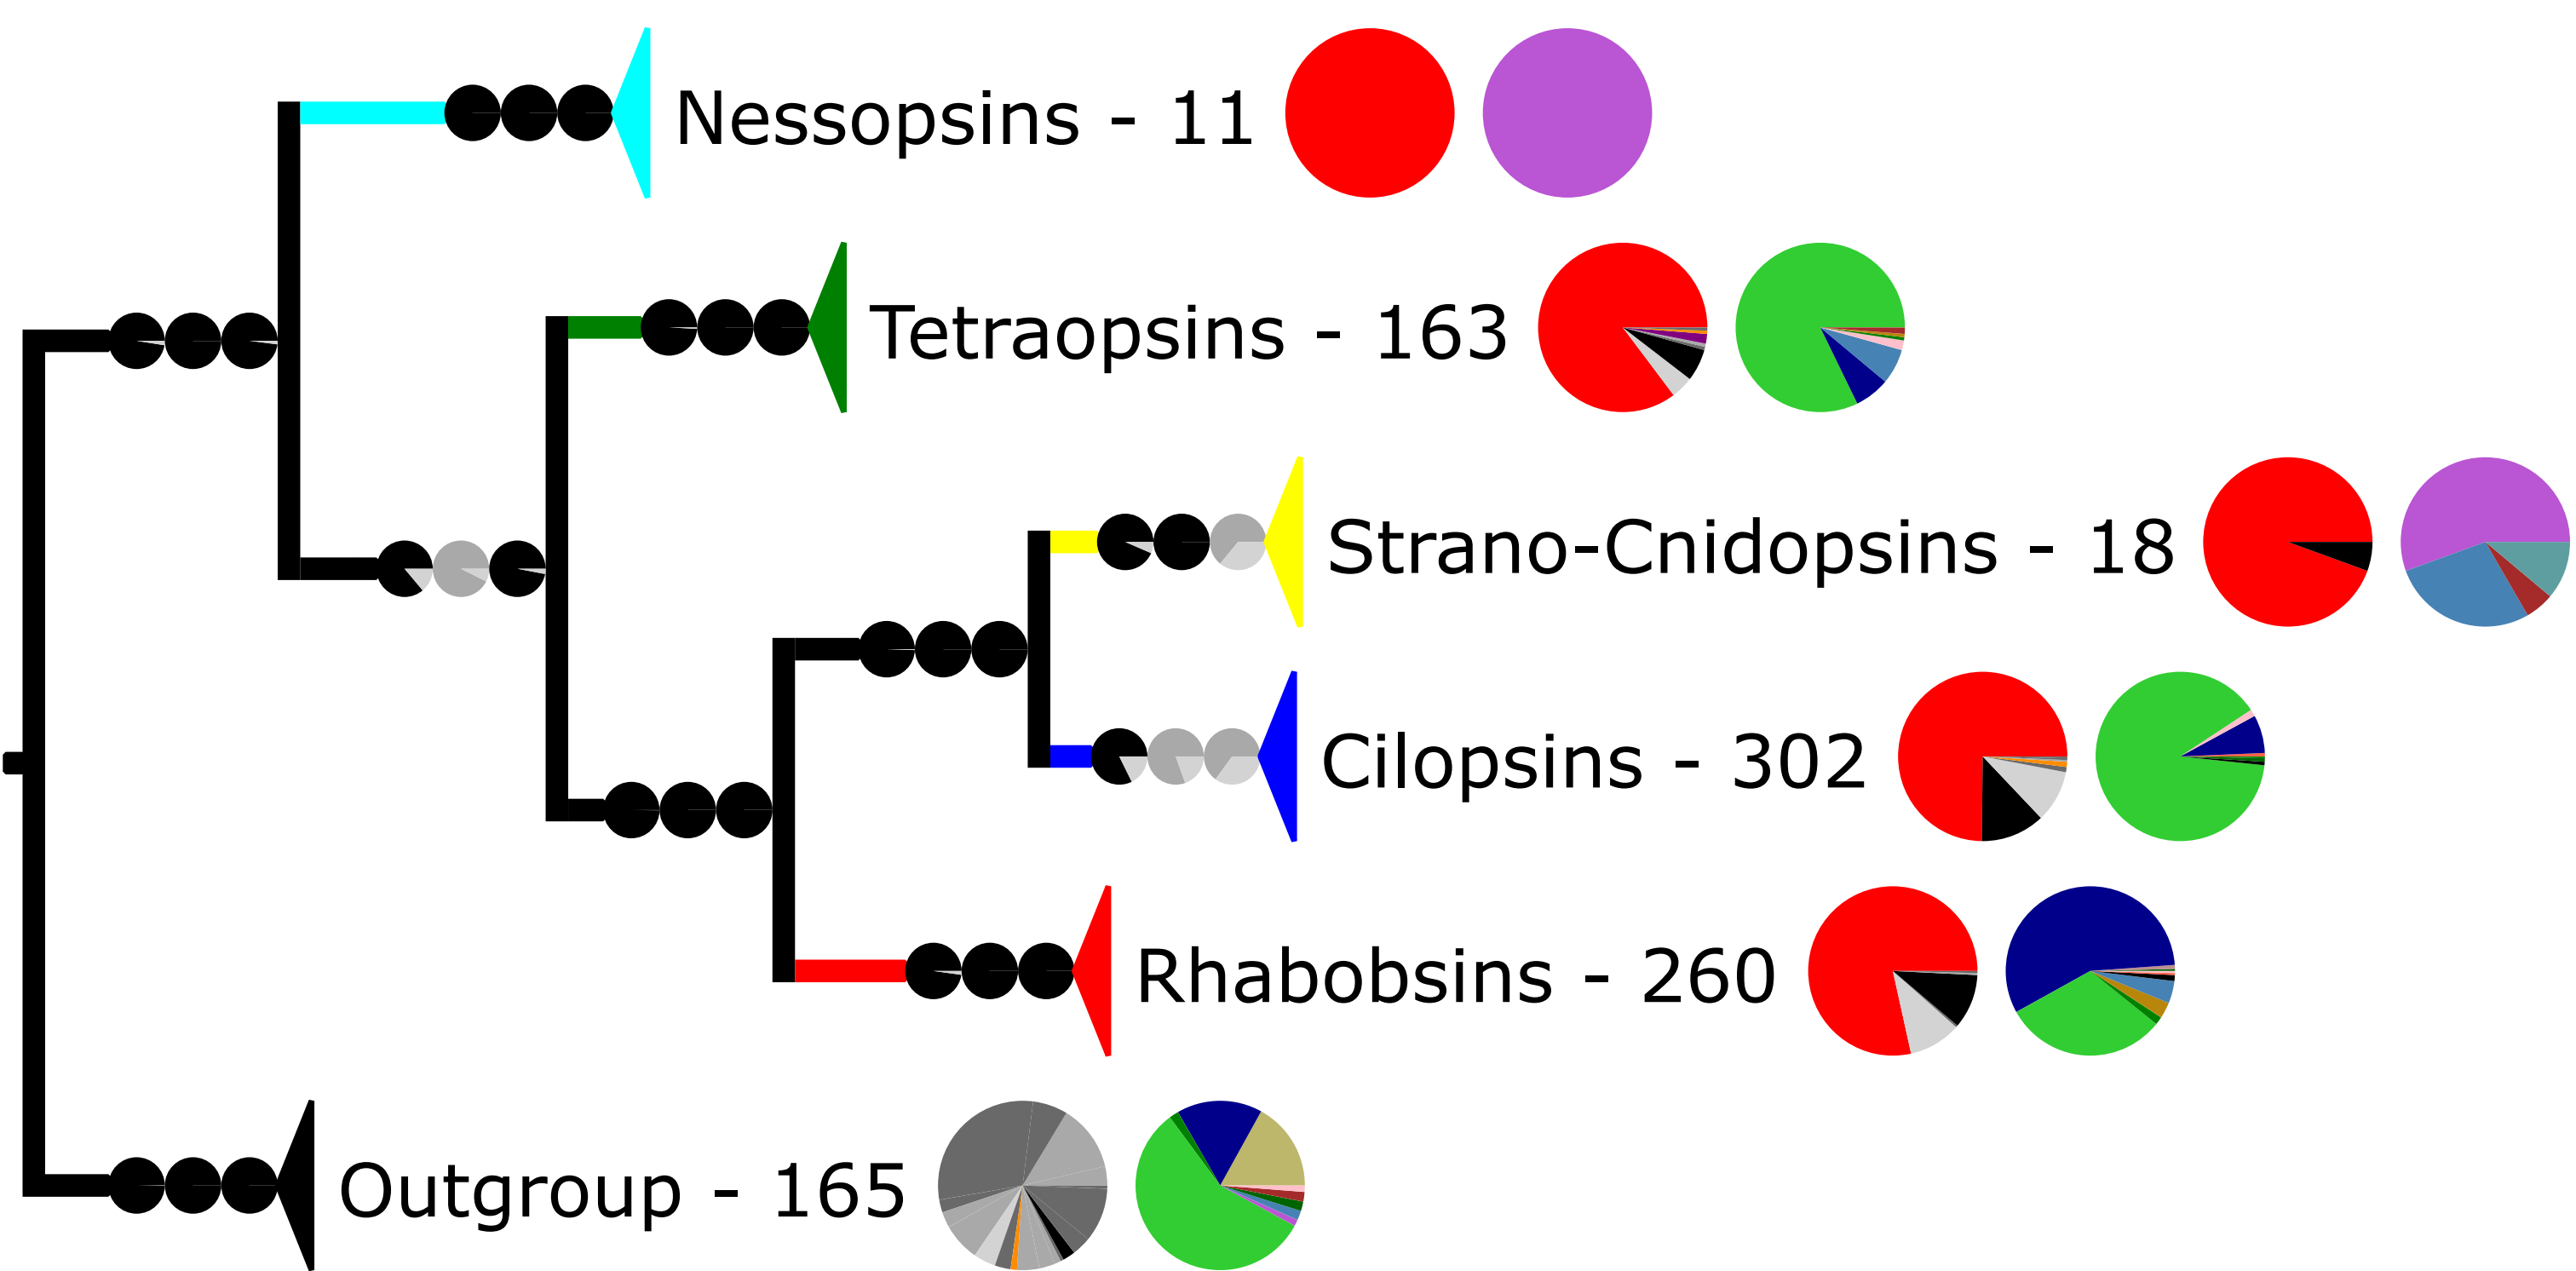 Nessopsins - 11
Tetraopsins - 163
Strano-Cnidopsins - 18
Cilopsins - 302
Rhabobsins - 260
Outgroup - 165